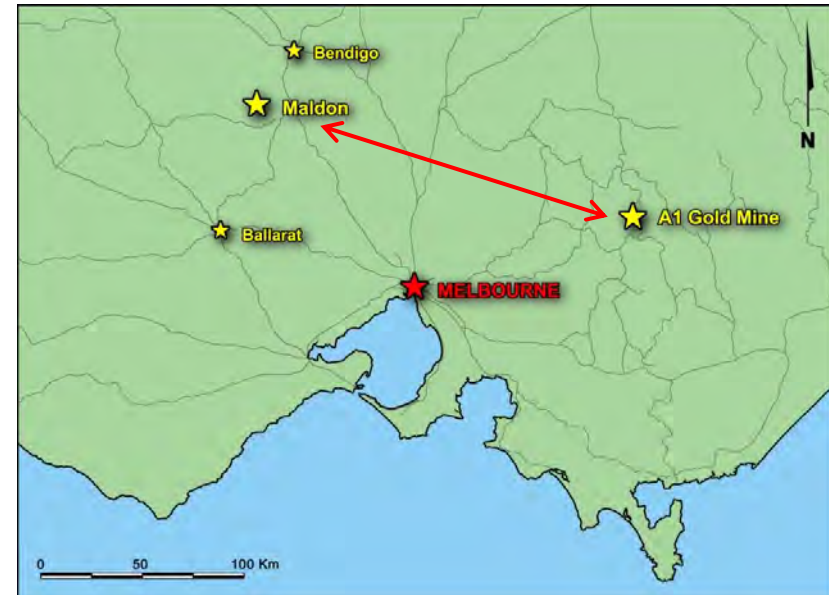 Bendigo
Maldon
N
A1 Gold Mine
Ballarat
MELBOURNE
0 50 100 Km